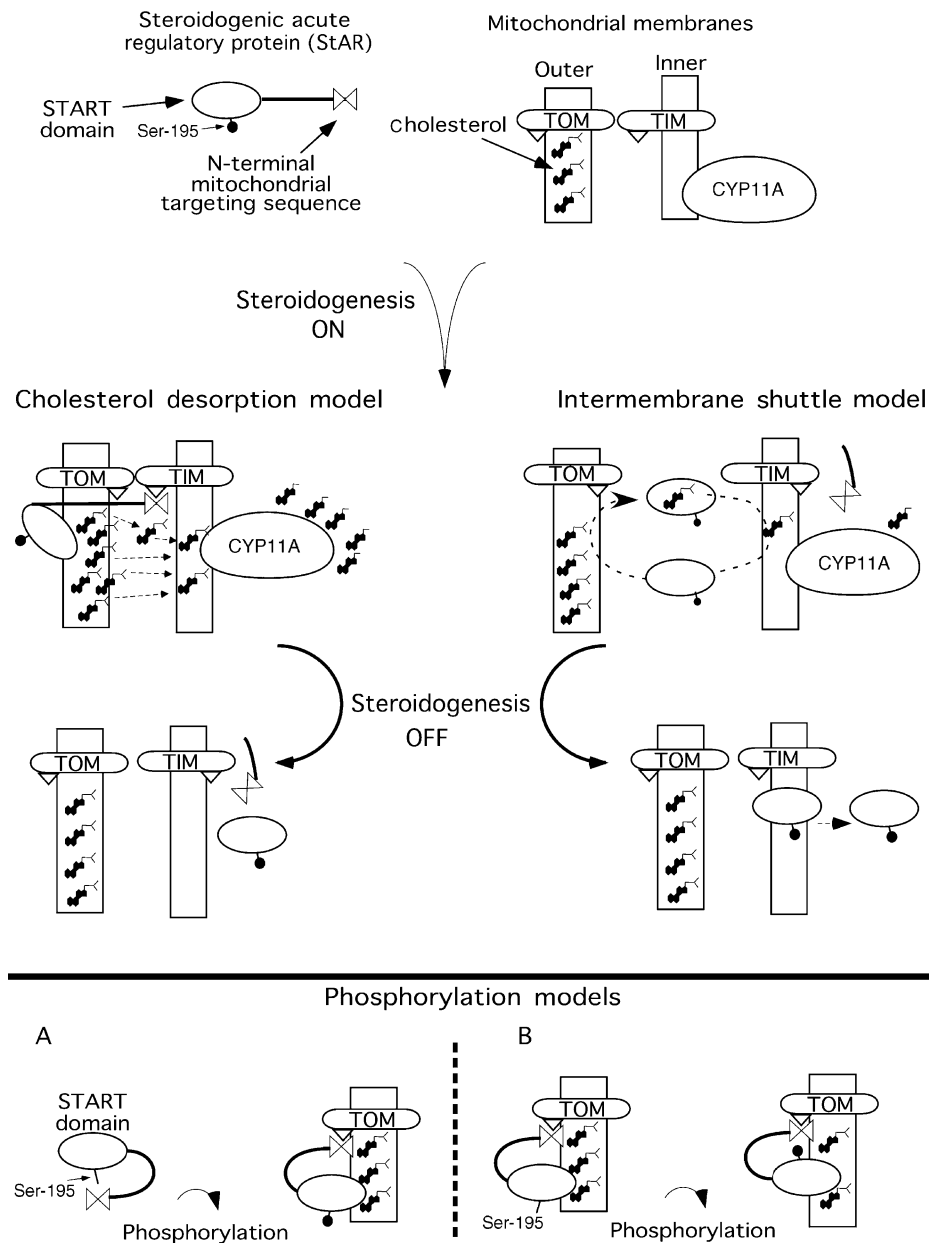 Steroidogenic acute
regulatory protein (StAR)
START
domain
Ser-195
N-terminal
mitochondrial
targeting sequence
Mitochondrial membranes
Outer
Inner
TOM
TIM
Cholesterol
CYP11A
Steroidogenesis
ON
Cholesterol desorption model
TOM
TIM
CYP11A
Intermembrane shuttle model
TOM
TIM
CYP11A
Steroidogenesis
OFF
TOM
TIM
TOM
TIM
Phosphorylation models
A
START
domain
Ser-195
Phosphorylation
TOM
B
TOM
Ser-195
Phosphorylation
TOM